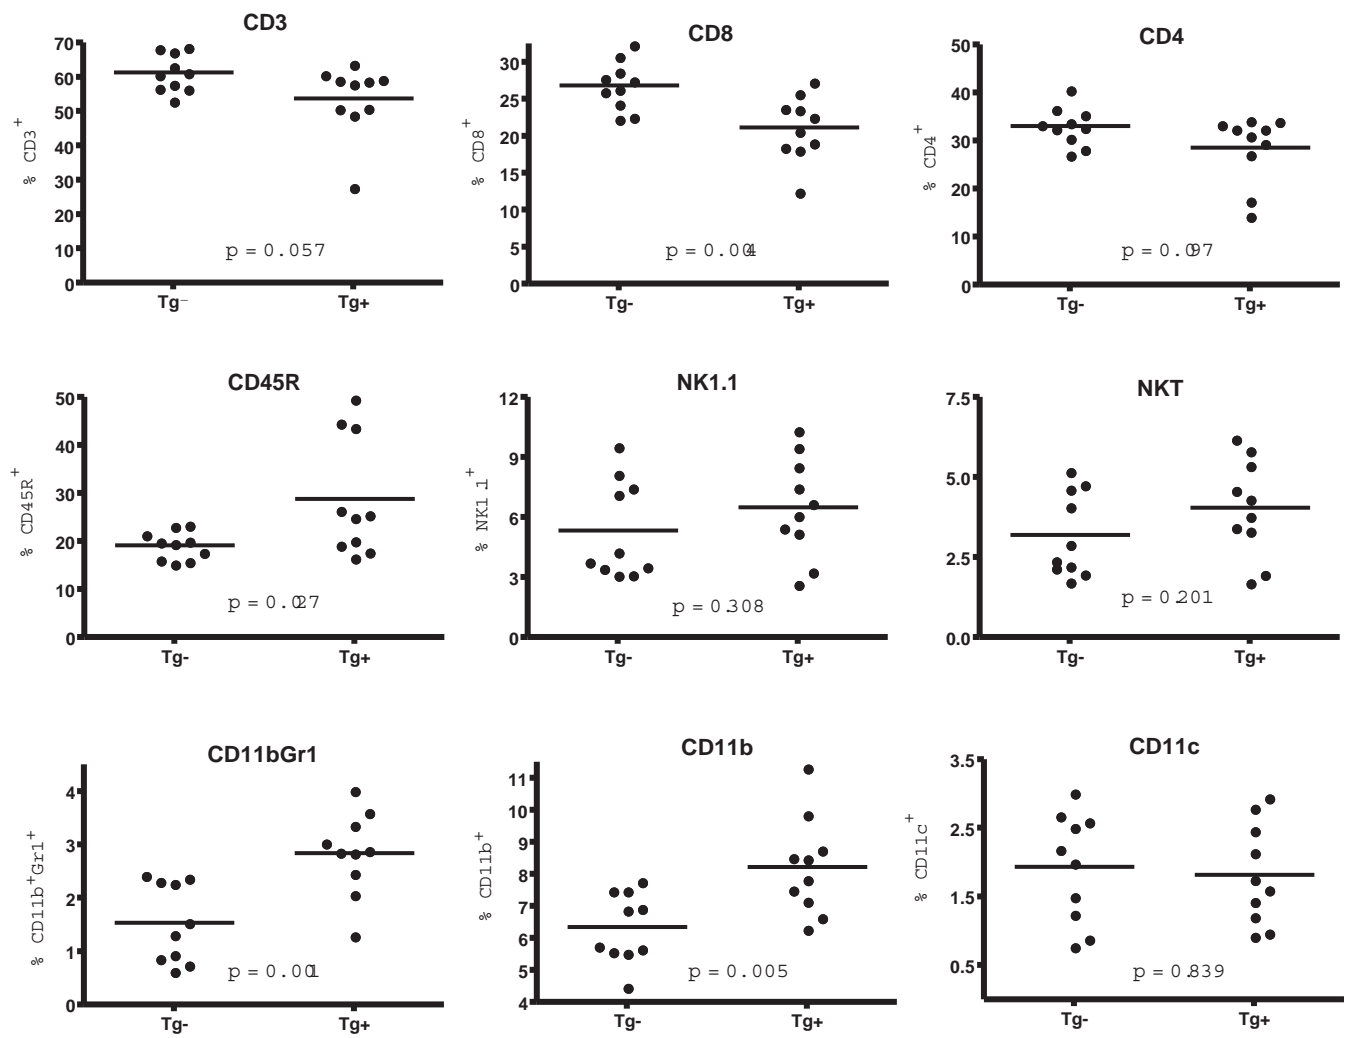 CD3
70
60
50
40
30
20
10
0
% CD3+
p = 0.057
Tg-
Tg+
CD8
30
25
20
15
10
5
0
% CD8+
p = 0.004
Tg-
Tg+
CD4
50
40
30
20
10
0
% CD4+
p = 0.097
Tg-
Tg+
CD45R
50
40
30
20
10
0
% CD45R+
p = 0.027
Tg-
Tg+
NK1.1
12
9
6
3
0
% NK1.1+
p = 0.308
Tg-
Tg+
NKT
7.5
5.0
2.5
0.0
p = 0.201
Tg-
Tg+
CD11bGr1
4
3
2
1
0
% CD11b+Gr1+
p = 0.001
Tg-
Tg+
CD11b
11
10
9
8
7
6
5
4
% CD11b+
p = 0.005
Tg-
Tg+
CD11c
3.5
2.5
1.5
0.5
% CD11c+
p = 0.839
Tg-
Tg+